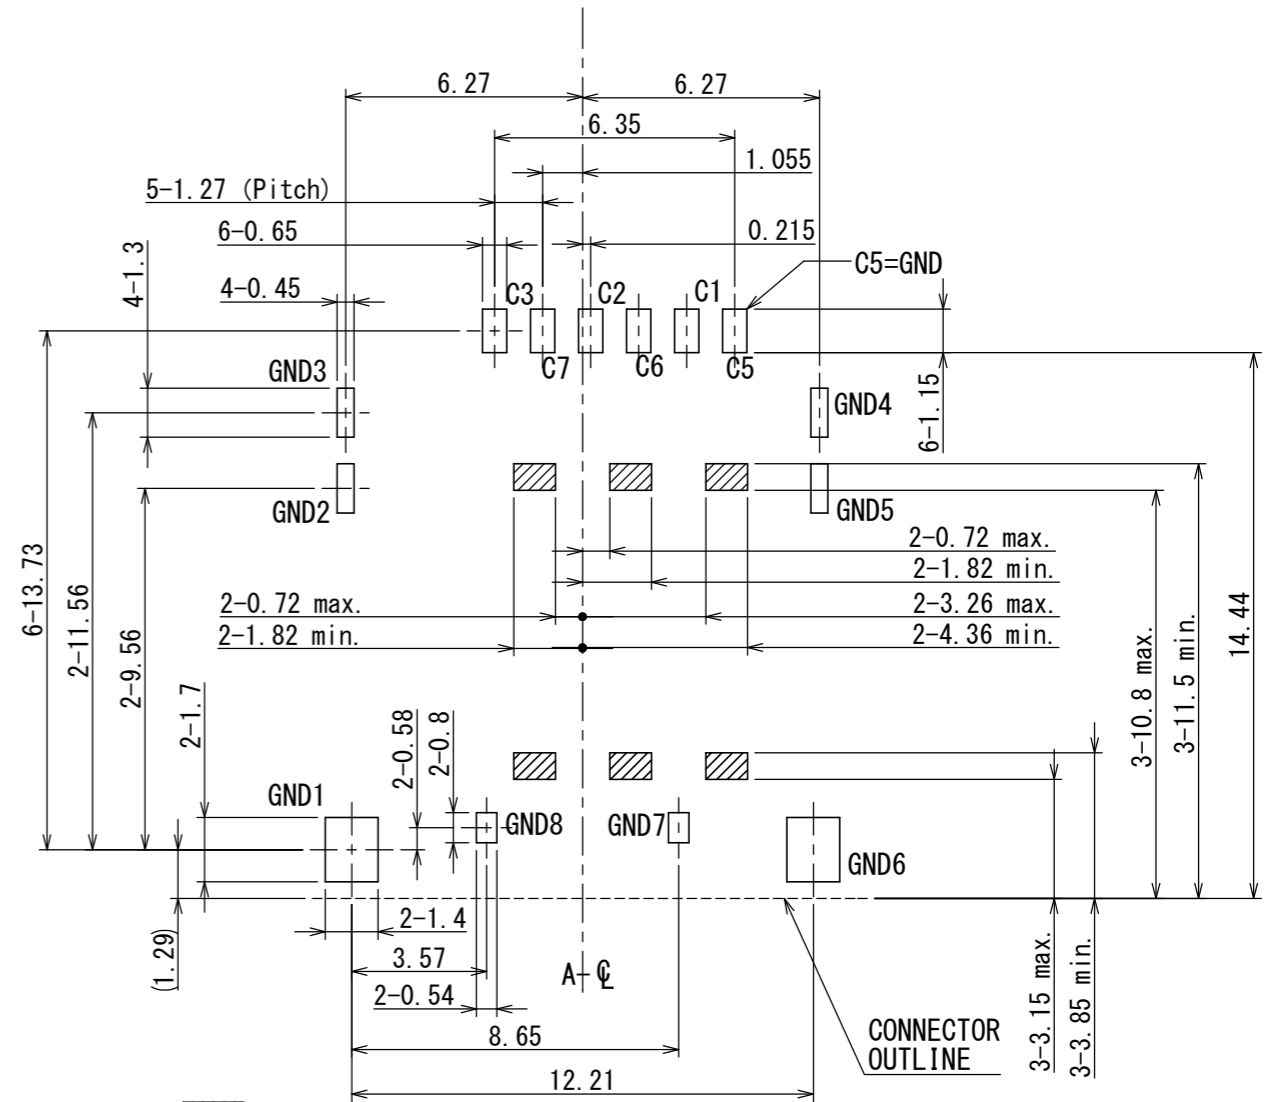 6.27
6.27
6.35
1.055
5-1.27 (Pitch)
6-0.65
0.215
4-1.3
4-0.45
C5=GND
C3
C2
C1
C7
C6
C5
GND3
GND4
6-1.15
GND2
GND5
2-0.72 max.
2-1.82 min.
2-0.72 max.
2-3.26 max.
2-1.82 min.
2-4.36 min.
6-13.73
2-11.56
2-9.56
2-1.7
2-0.58
2-0.8
3-10.8 max.
3-11.5 min.
14.44
GND1
GND8
GND7
GND6
(1.29)
2-1.4
3.57
2-0.54
A-℄
8.65
12.21
CONNECTOR
OUTLINE
3-3.15 max.
3-3.85 min.